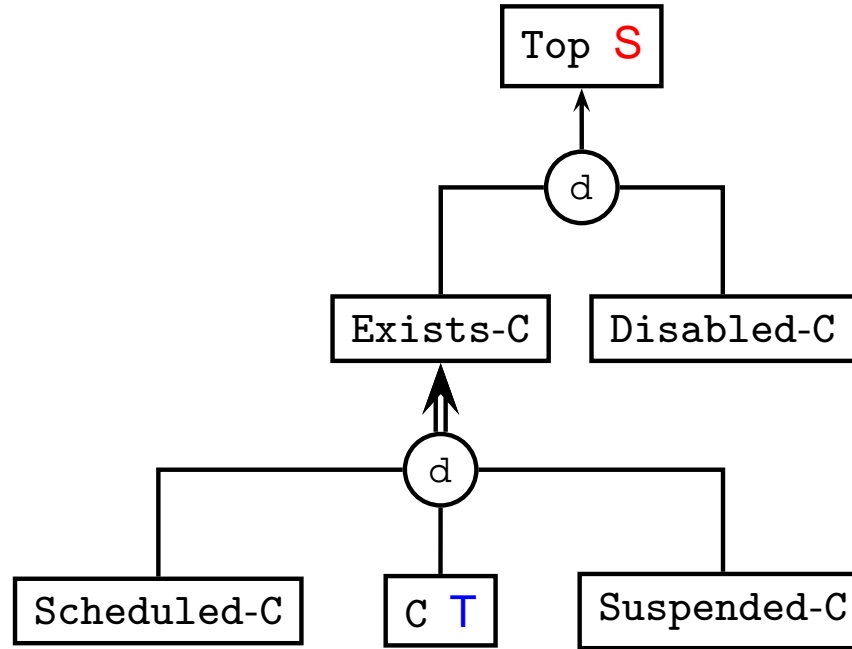 Top S
d
Exists-C
Disabled-C
d
Scheduled-C
C T
Suspended-C